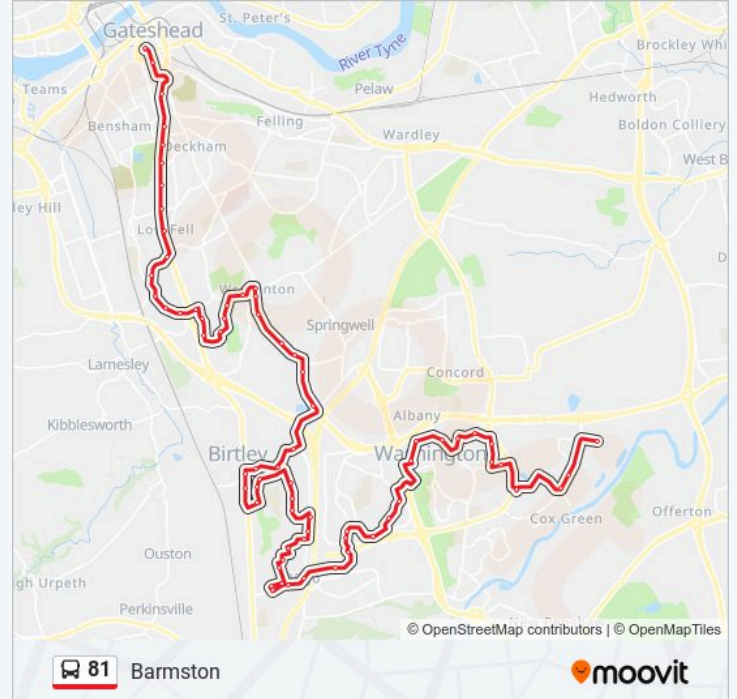 St. Peter's
Gateshead
Brockley Whi
River Tyne
Teams
Pelaw
Hedworth
Bensham
Felling
Boldon Colliery
Wardley
Deckham
West B
ley Hill
Low Fell
Wrekenton
Springwell
Lamesley
Concord
Kibblesworth
Albany
Birtley
Washington
Offerton
Cox Green
Ouston
gh Urpeth
Perkinsville
© OpenStreetMap contributors | © OpenMapTiles
81 Barmston
moovit